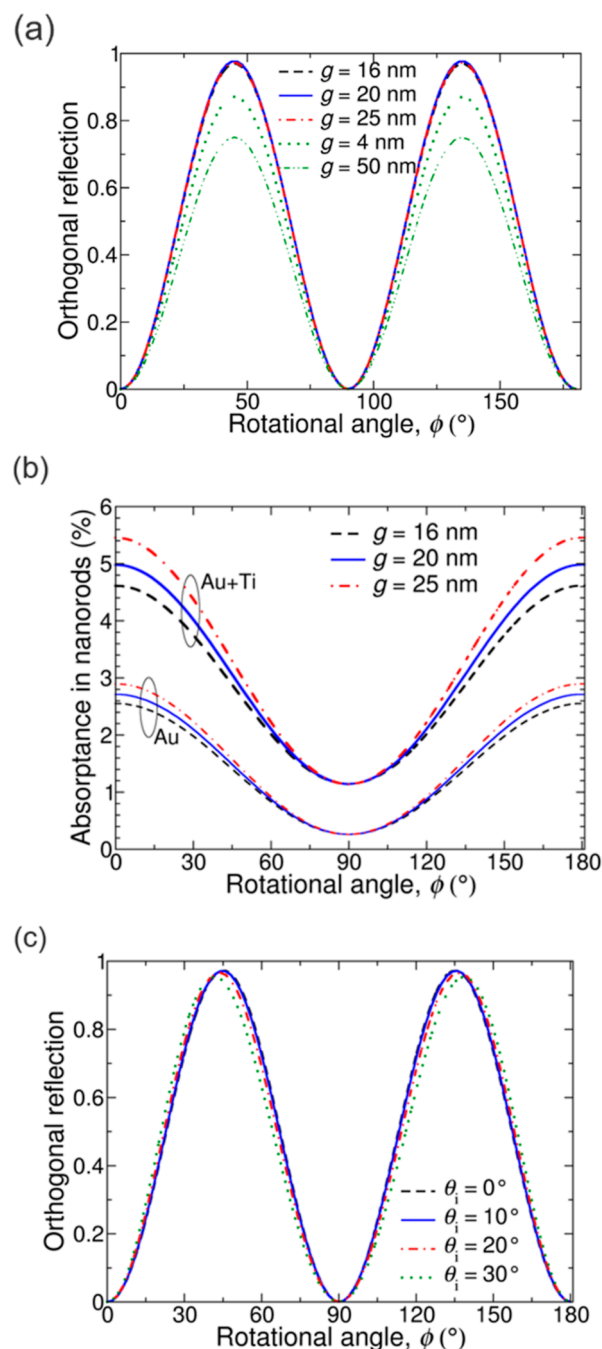 (a)
1
0.8
0.6
0.4
0.2
0
Orthogonal reflection
g = 16 nm
g = 20 nm
g = 25 nm
g = 4 nm
g = 50 nm
0 50 100 150
Rotational angle, ϕ (°)
(b)
6
5
4
3
2
1
0
Absorptance in nanorods (%)
g = 16 nm
g = 20 nm
g = 25 nm
Au+Ti
Au
0 30 60 90 120 150 180
Rotational angle, ϕ (°)
(c)
1
0.8
0.6
0.4
0.2
0
Orthogonal reflection
θi = 0°
θi = 10°
θi = 20°
θi = 30°
0 30 60 90 120 150 180
Rotational angle, ϕ (°)